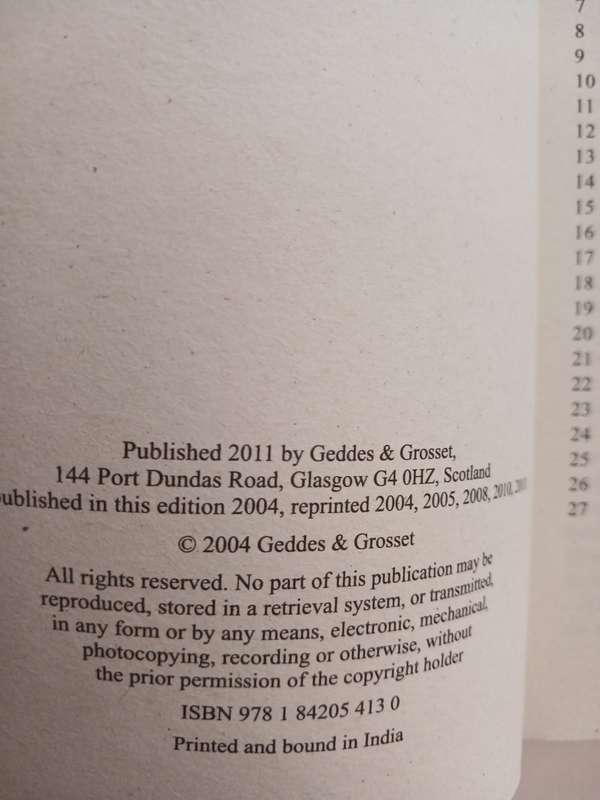 Published 2011 by Geddes & Grosset,
144 Port Dundas Road, Glasgow G4 0HZ, Scotland
ublished in this edition 2004, reprinted 2004, 2005, 2008, 2010,
© 2004 Geddes & Grosset
All rights reserved. No part of this publication may be
reproduced, stored in a retrieval system, or transmitted,
in any form or by any means, electronic, mechanical,
photocopying, recording or otherwise, without
the prior permission of the copyright holder
ISBN 978 1 84205 413 0
Printed and bound in India
7
8
9
10
11
12
13
14
15
16
17
18
19
20
21
22
23
24
25
26
27